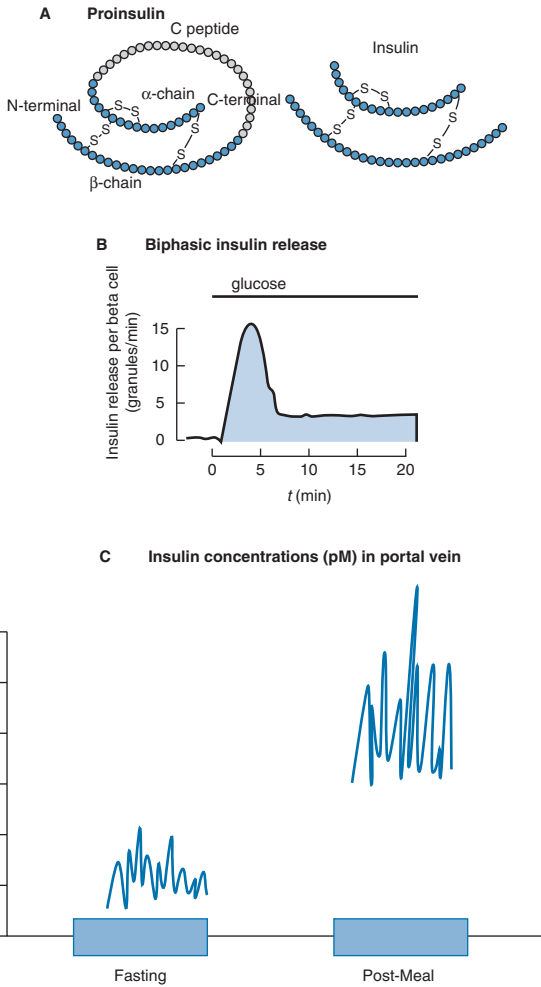 A Proinsulin
C peptide
Insulin
α-chain
N-terminal
C-terminal
S
S
S
S
S
S
S
S
S
S
S
S
β-chain
B Biphasic insulin release
glucose
Insulin release per beta cell
(granules/min)
15
10
5
0
0 5 10 15 20
t (min)
C Insulin concentrations (pM) in portal vein
Fasting
Post-Meal